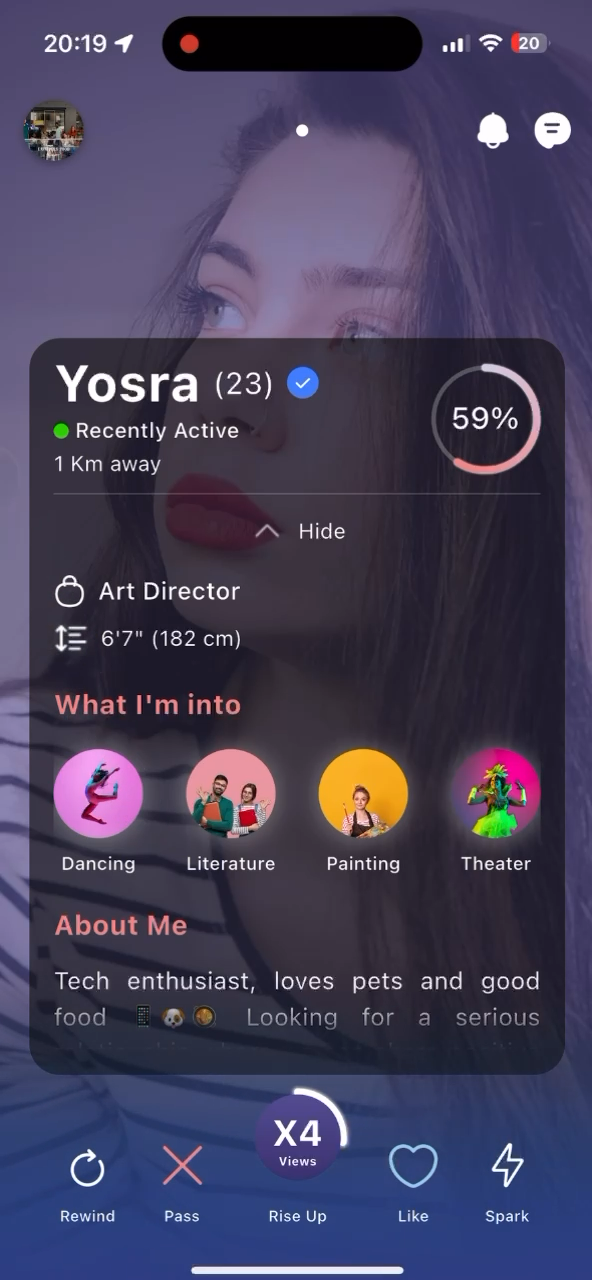 20:19
20
Yosra (23)
59%
Recently Active
1 Km away
Hide
Art Director
6'7" (182 cm)
What I'm into
Dancing Literature Painting Theater
About Me
Tech enthusiast, loves pets and good
food 📱🐶🥘 Looking for a serious
X4
Views
Rewind Pass Rise Up Like Spark